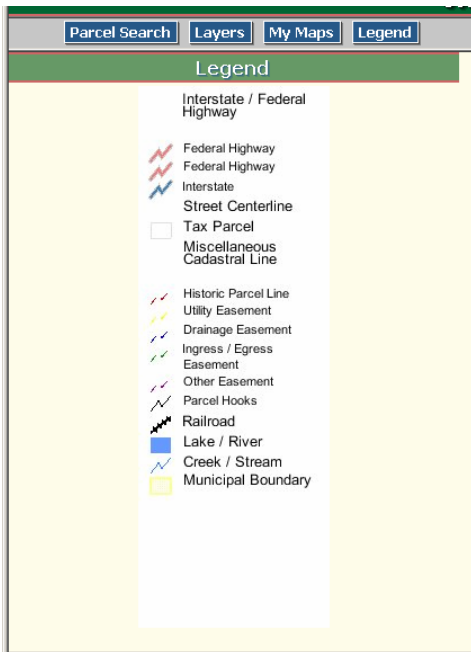 Parcel Search Layers My Maps Legend
Legend
Interstate / Federal
Highway
Federal Highway
Federal Highway
Interstate
Street Centerline
Tax Parcel
Miscellaneous
Cadastral Line
Historic Parcel Line
Utility Easement
Drainage Easement
Ingress / Egress
Easement
Other Easement
Parcel Hooks
Railroad
Lake / River
Creek / Stream
Municipal Boundary